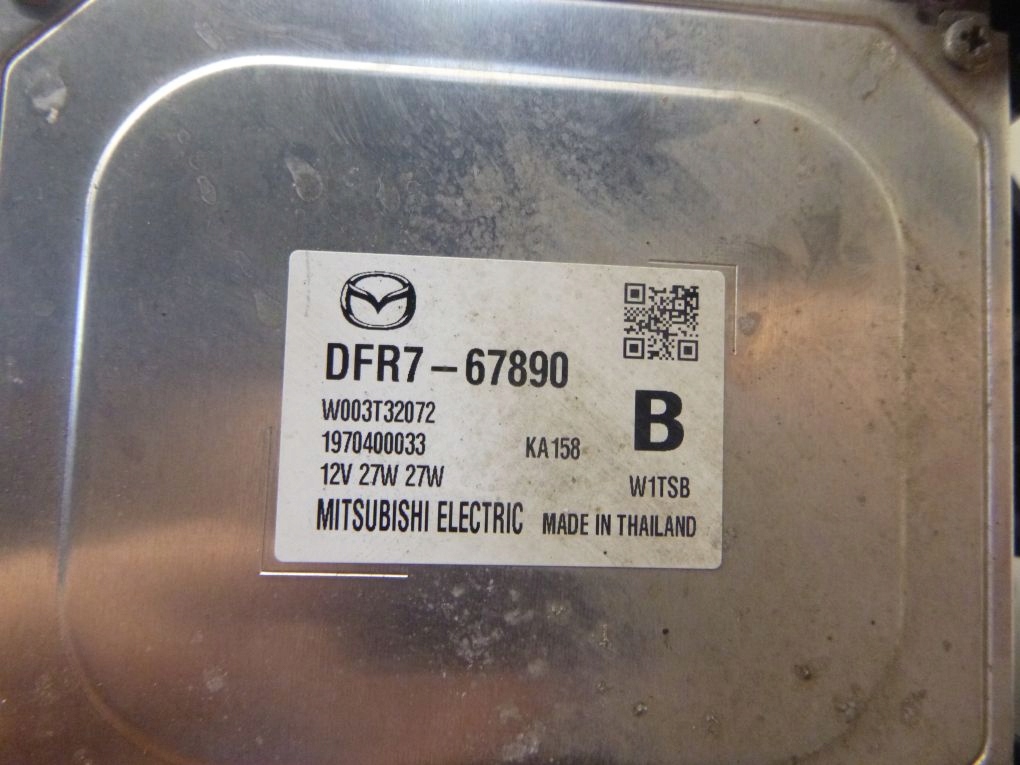 DFR7-67890
W003T32072
1970400033 KA158 B
12V 27W 27W W1TSB
MITSUBISHI ELECTRIC MADE IN THAILAND